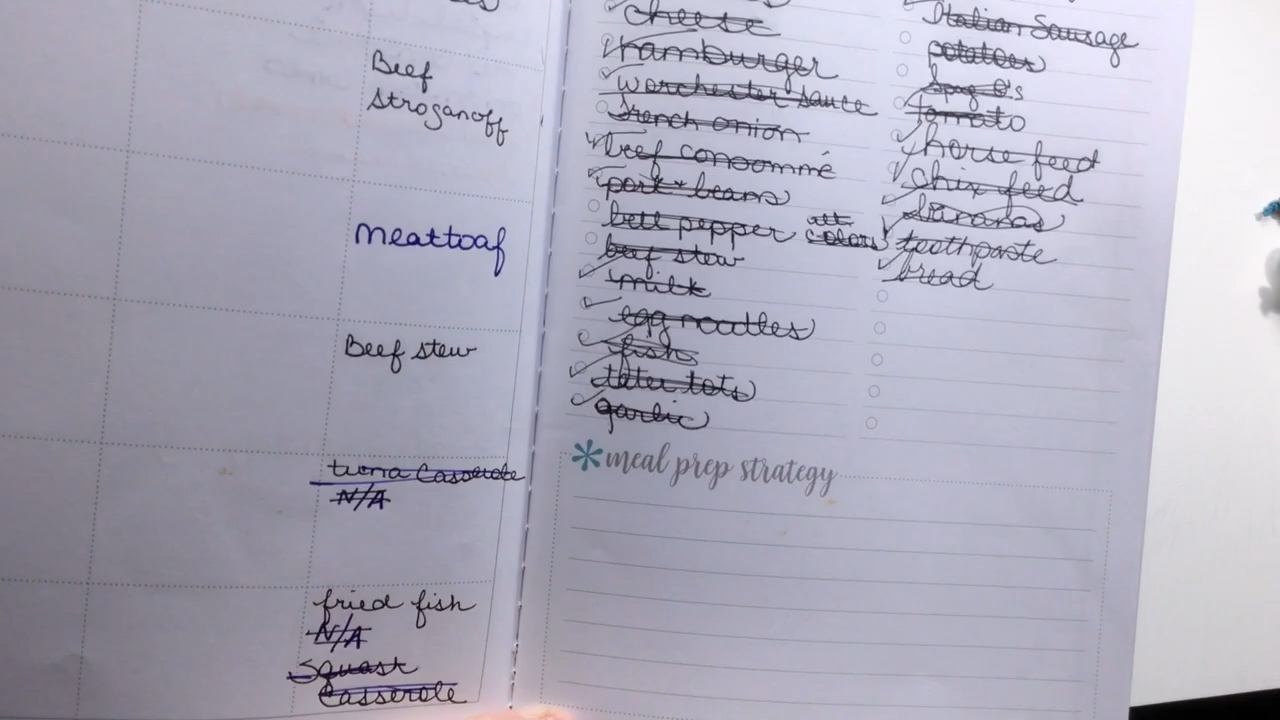 Beef
Stroganoff
Meatloaf
Beef stew
tuna Casserole
N/A
fried fish
N/A
Squash
Casserole
cheese
hamburger
worchester sauce
french onion
beef consommé
pork + beans
bell pepper all colors
beef stew
milk
egg noodles
fish
tater tots
garlic
Italian Sausage
potatoes
Spag O's
tomato
horse feed
chix feed
bananas
toothpaste
bread
*meal prep strategy